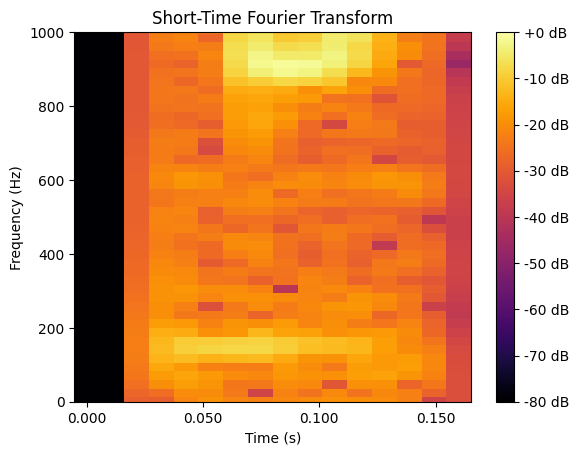 Short-Time Fourier Transform
1000
800
600
400
200
0
Frequency (Hz)
0.000
0.050
0.100
0.150
Time (s)
+0 dB
-10 dB
-20 dB
-30 dB
-40 dB
-50 dB
-60 dB
-70 dB
-80 dB